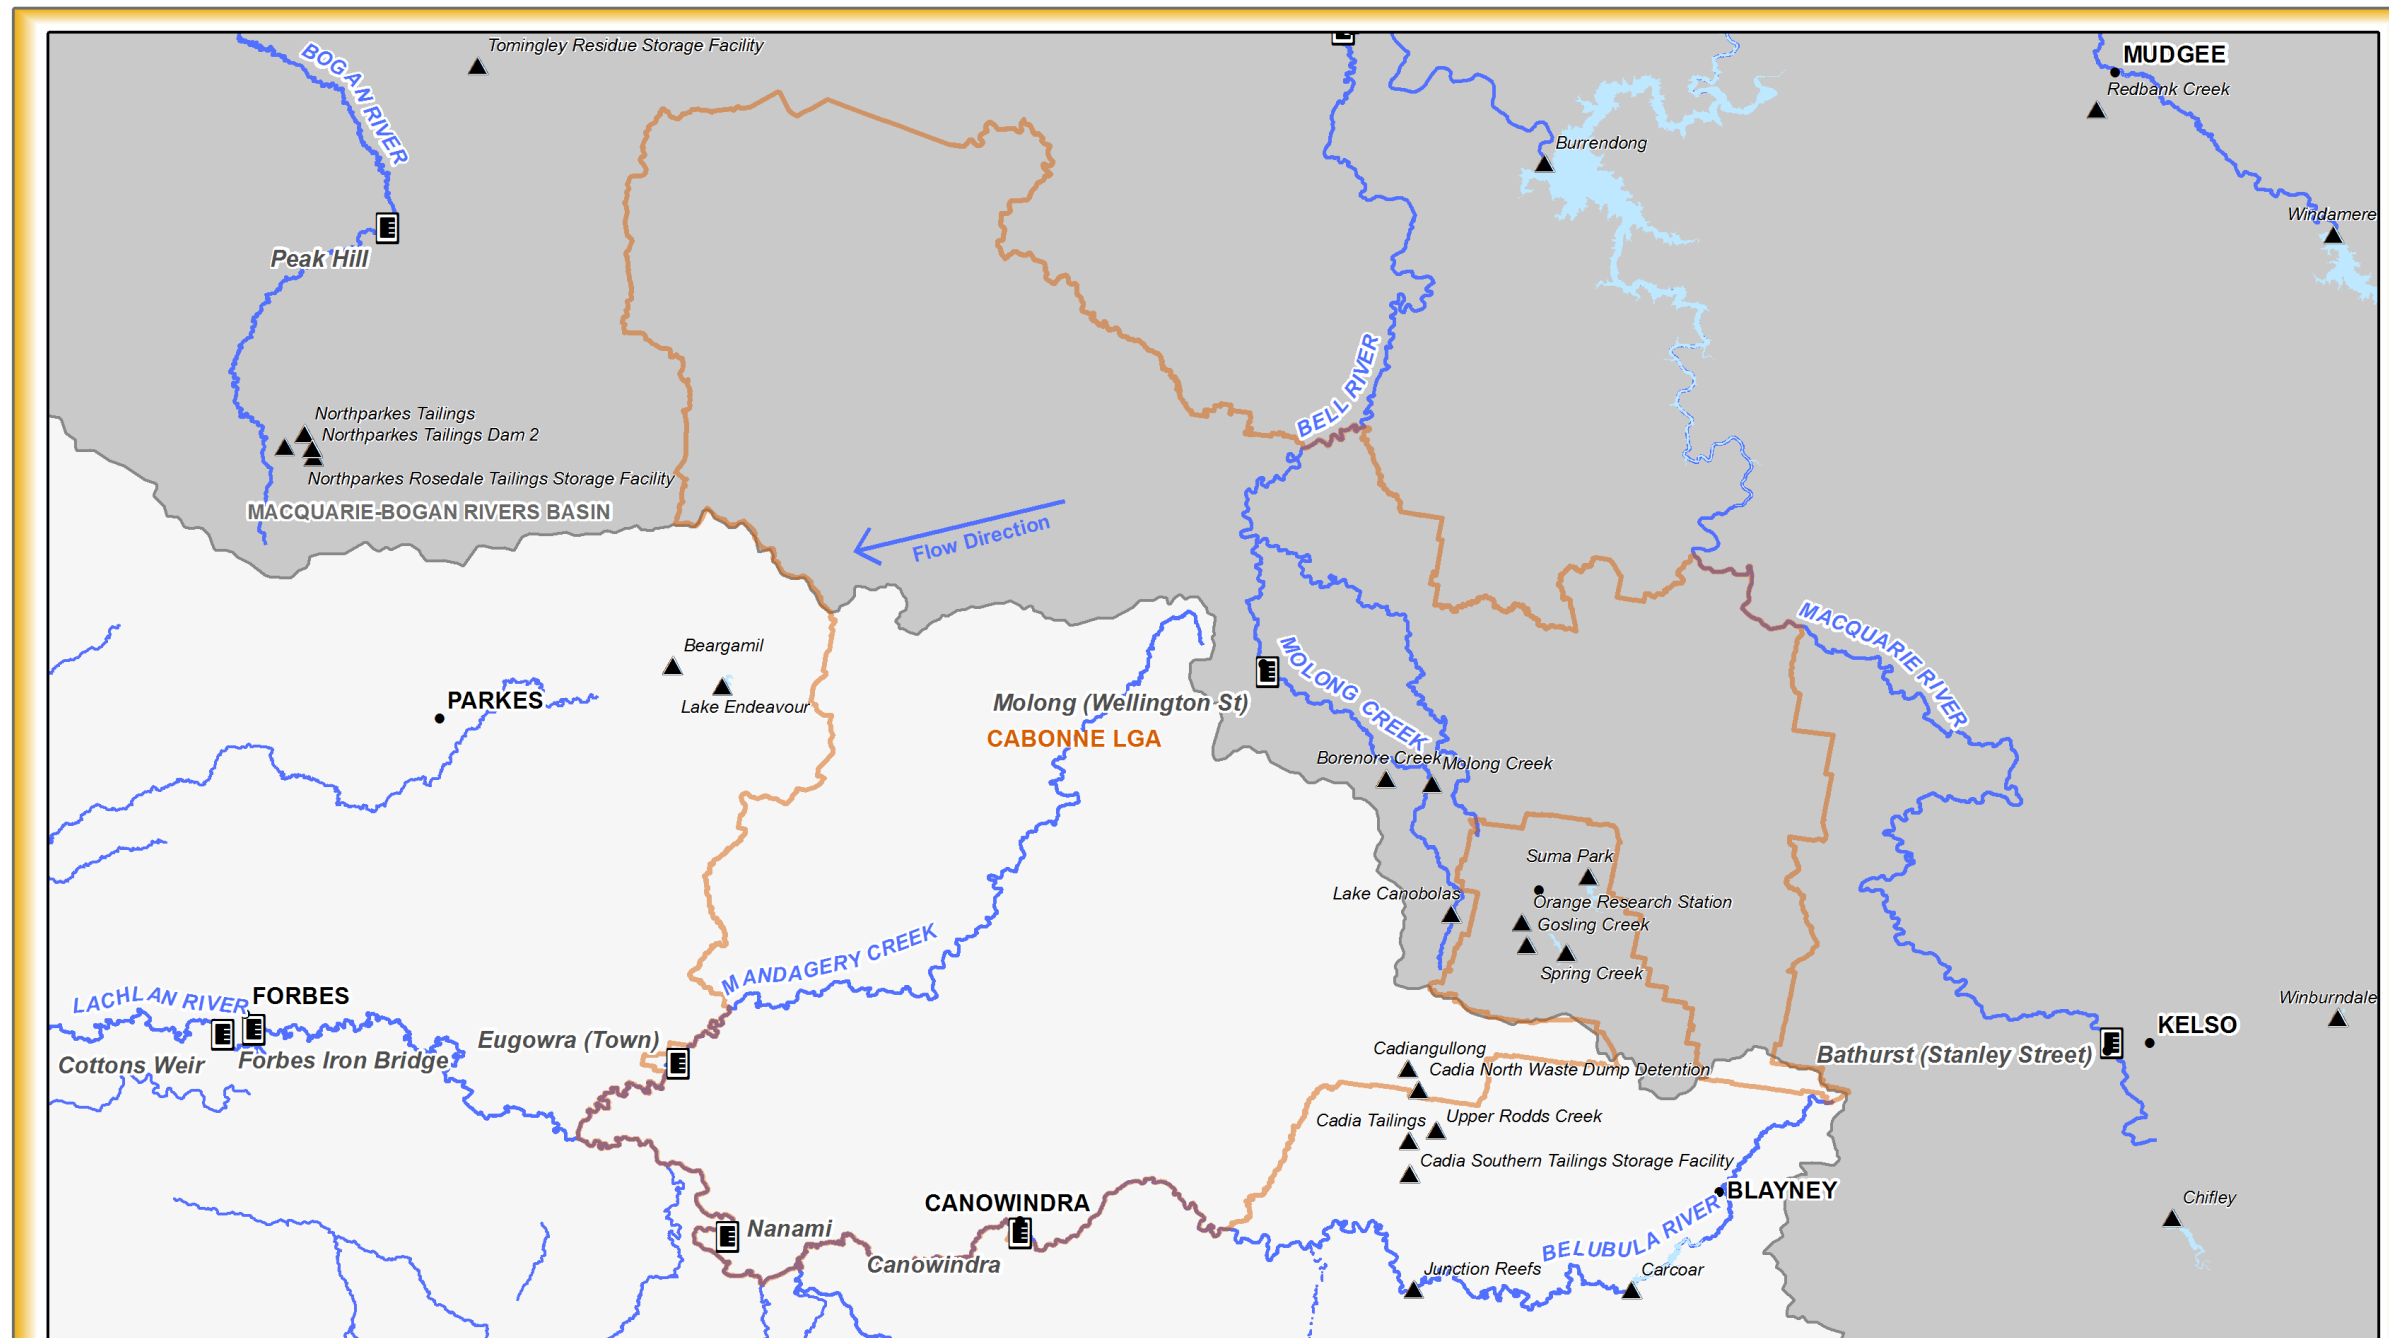 Tomingley Residue Storage Facility
BOGAN RIVER
MUDGEE
Redbank Creek
Burrendong
Windamere
Peak Hill
BELL RIVER
Northparkes Tailings
Northparkes Tailings Dam 2
Northparkes Rosedale Tailings Storage Facility
MACQUARIE-BOGAN RIVERS BASIN
Flow Direction
MACQUARIE RIVER
Beargamil
Lake Endeavour
PARKES
Molong (Wellington St)
CABONNE LGA
MOLONG CREEK
Borenore Creek
Molong Creek
Suma Park
Lake Canobolas
Orange Research Station
Gosling Creek
Spring Creek
MANDAGERY CREEK
LACHLAN RIVER
FORBES
Cottons Weir
Forbes Iron Bridge
Eugowra (Town)
Winburndale
KELSO
Bathurst (Stanley Street)
Cadiangullong
Cadia North Waste Dump Detention
Upper Rodds Creek
Cadia Tailings
Cadia Southern Tailings Storage Facility
BLAYNEY
Chifley
CANOWINDRA
Nanami
Canowindra
BELUBULA RIVER
Junction Reefs
Carcoar